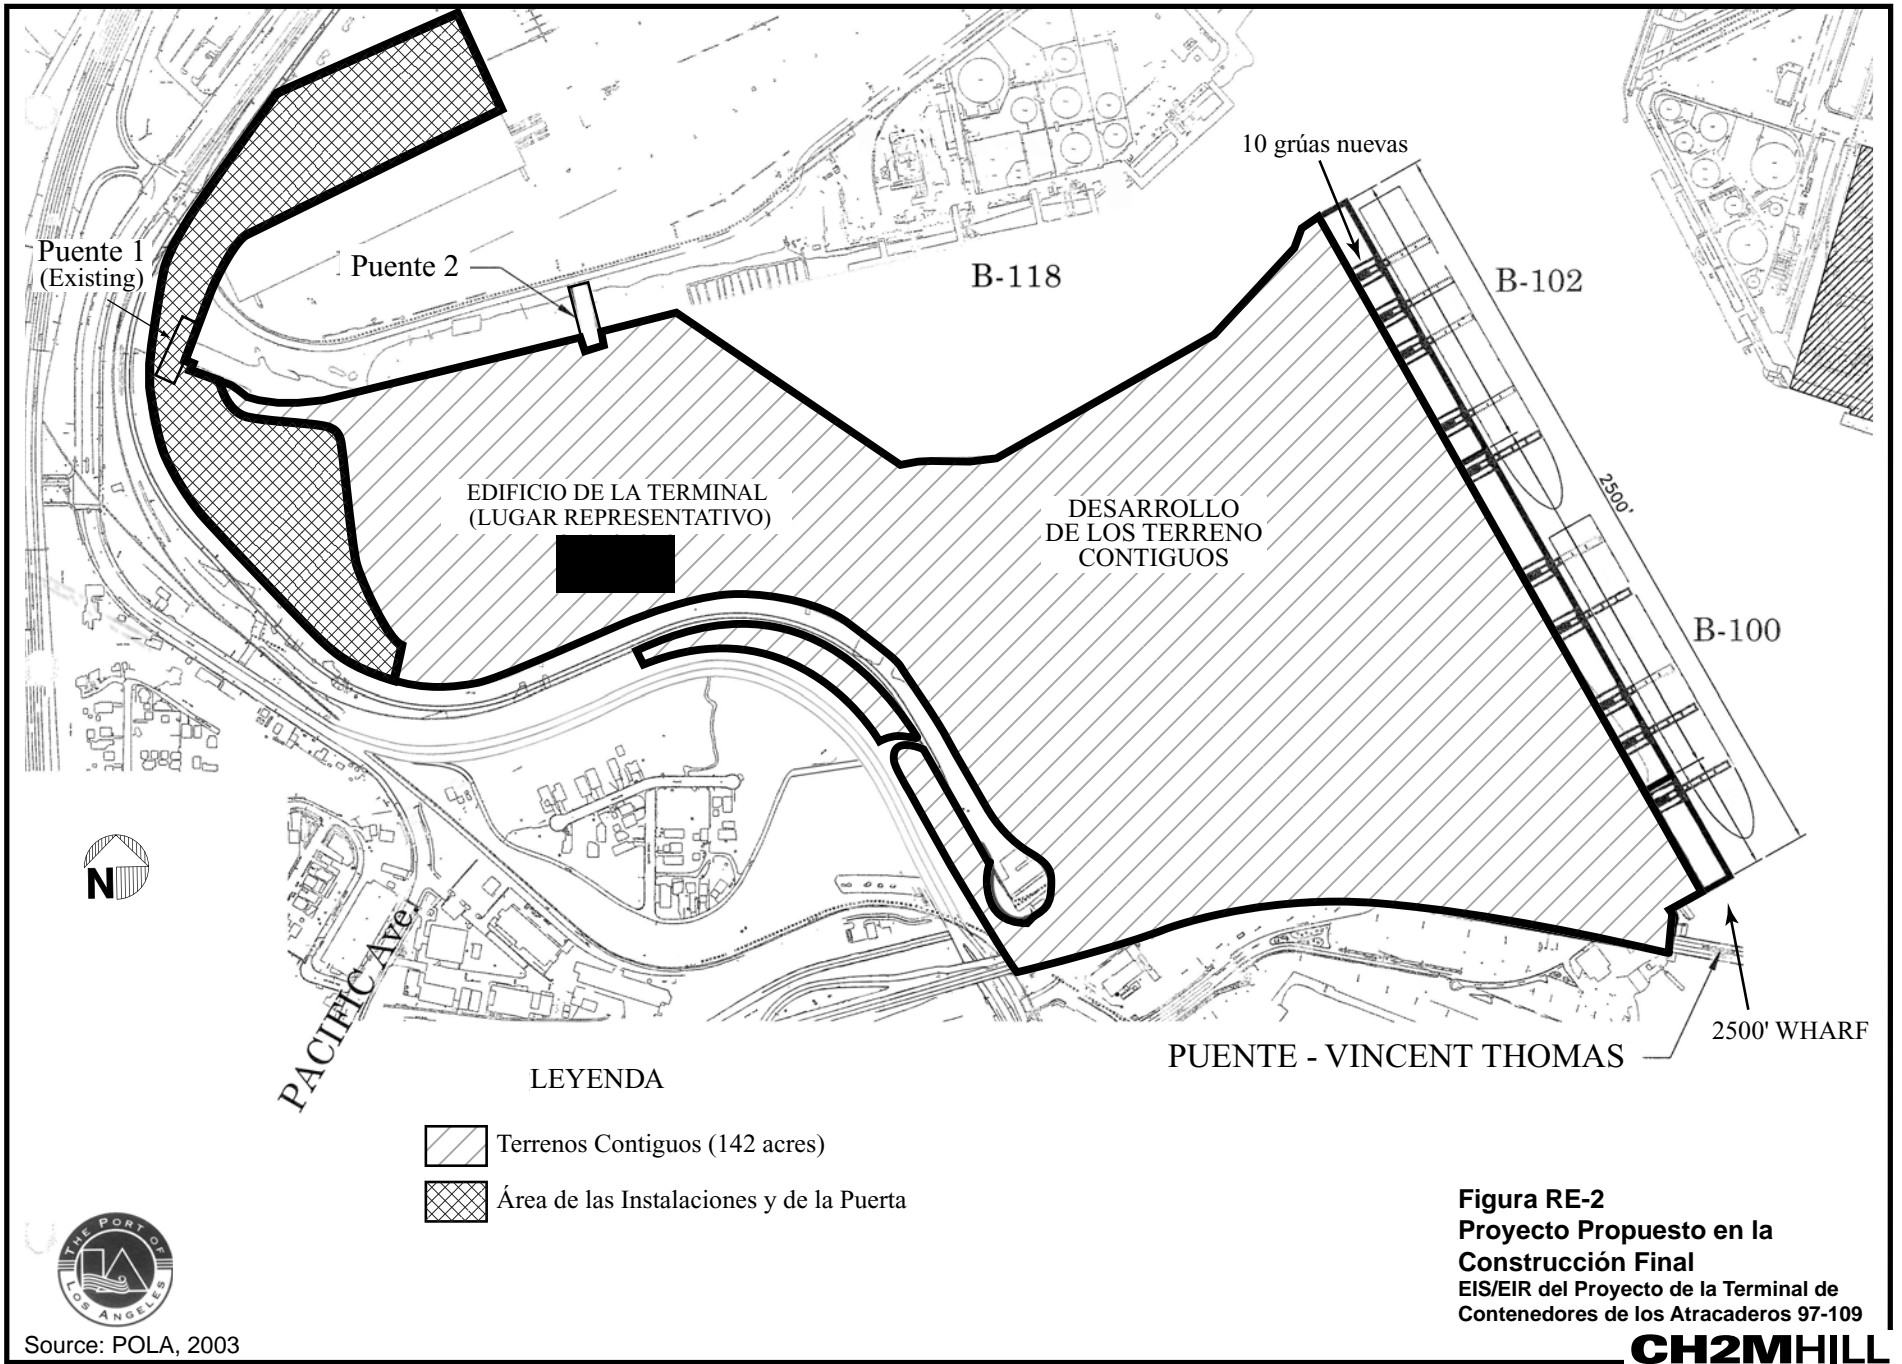 10 grúas nuevas
Puente 1
(Existing)
Puente 2
B-118
B-102
2500'
EDIFICIO DE LA TERMINAL
(LUGAR REPRESENTATIVO)
DESARROLLO
DE LOS TERRENO
CONTIGUOS
B-100
N
PACIFIC Ave.
2500' WHARF
PUENTE - VINCENT THOMAS
LEYENDA
Terrenos Contiguos (142 acres)
Área de las Instalaciones y de la Puerta
Figura RE-2
Proyecto Propuesto en la
Construcción Final
EIS/EIR del Proyecto de la Terminal de
Contenedores de los Atracaderos 97-109
THE PORT OF
LA
LOS ANGELES
Source: POLA, 2003
CH2MHILL